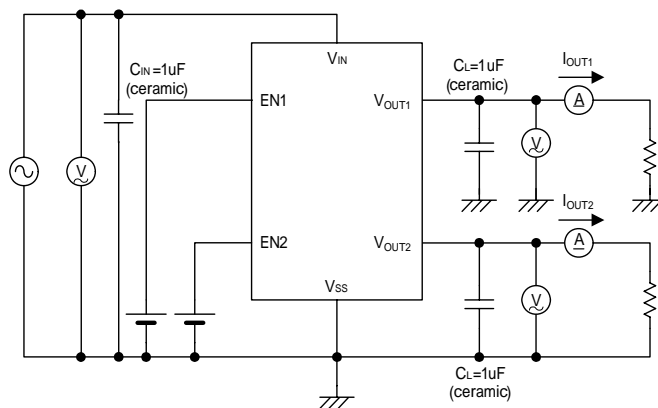 VIN
CIN=1uF
(ceramic)
EN1
VOUT1
CL=1uF
(ceramic)
IOUT1
A
V
V
IOUT2
EN2
VOUT2
A
VSS
V
CL=1uF
(ceramic)